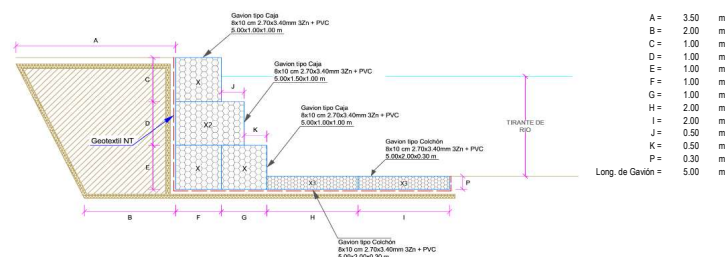 Gavion tipo Caja
8x10 cm 2.70x3.40mm 3Zn + PVC
5.00x1.00x1.00 m
A
C
X
J
Gavion tipo Caja
8x10 cm 2.70x3.40mm 3Zn + PVC
5.00x1.50x1.00 m
D
X2
K
Gavion tipo Caja
8x10 cm 2.70x3.40mm 3Zn + PVC
5.00x1.00x1.00 m
Geotextil NT
TIRANTE DE
RIO
E
X
X
Gavion tipo Colchón
8x10 cm 2.70x3.40mm 3Zn + PVC
5.00x2.00x0.30 m
X3
X3
P
B
F
G
H
I
Gavion tipo Colchón
8x10 cm 2.70x3.40mm 3Zn + PVC
5.00x2.00x0.30 m
A = 3.50 m
B = 2.00 m
C = 1.00 m
D = 1.00 m
E = 1.00 m
F = 1.00 m
G = 1.00 m
H = 2.00 m
I = 2.00 m
J = 0.50 m
K = 0.50 m
P = 0.30 m
Long. de Gavión = 5.00 m